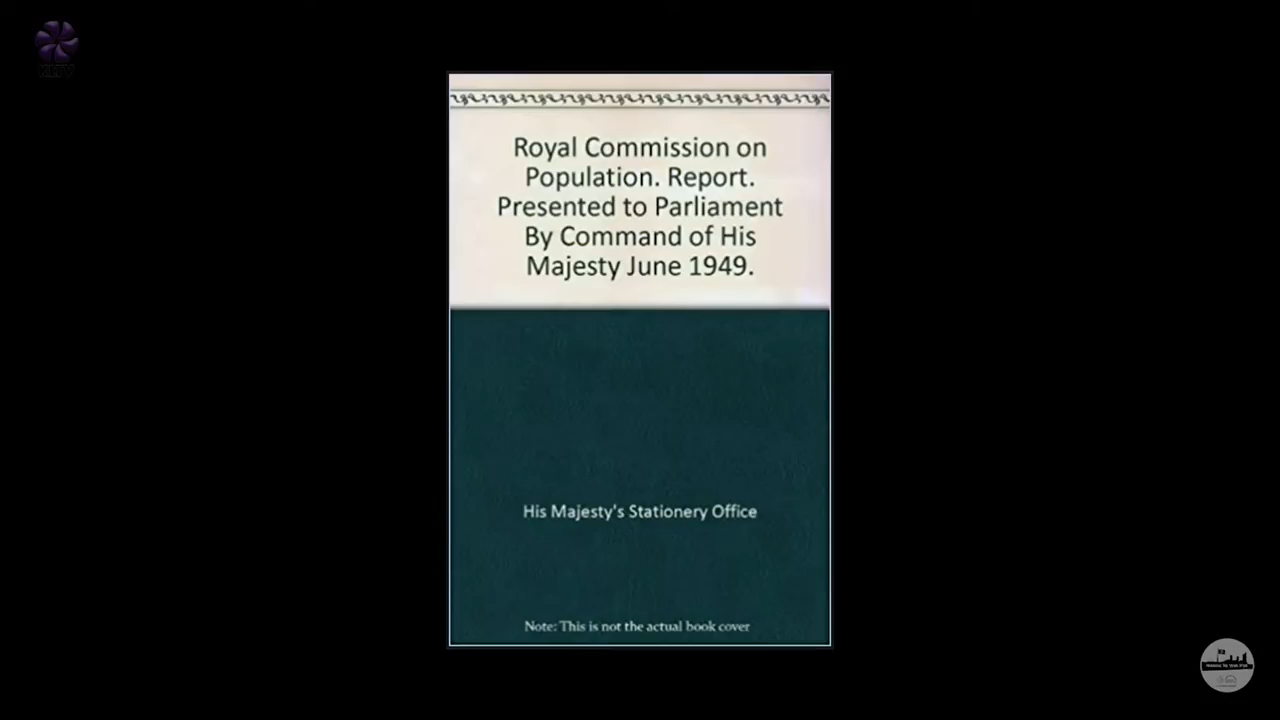 Royal Commission on
Population. Report.
Presented to Parliament
By Command of His
Majesty June 1949.
His Majesty's Stationery Office
Note: This is not the actual book cover